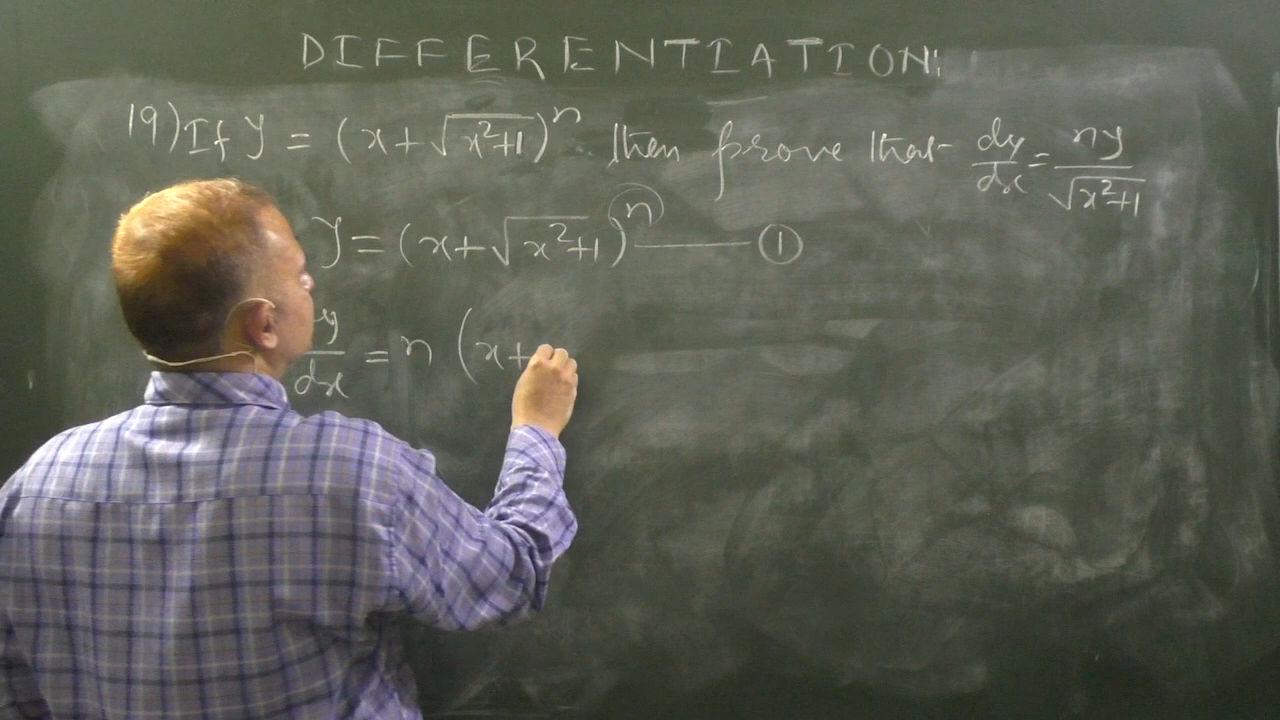 DIFFERENTIATION:
19) If y = (x + √(x²+1))ⁿ then prove that dy/dx = ny/√(x²+1)
y = (x + √(x²+1))ⁿ ——— ①
y/dx = n (x+